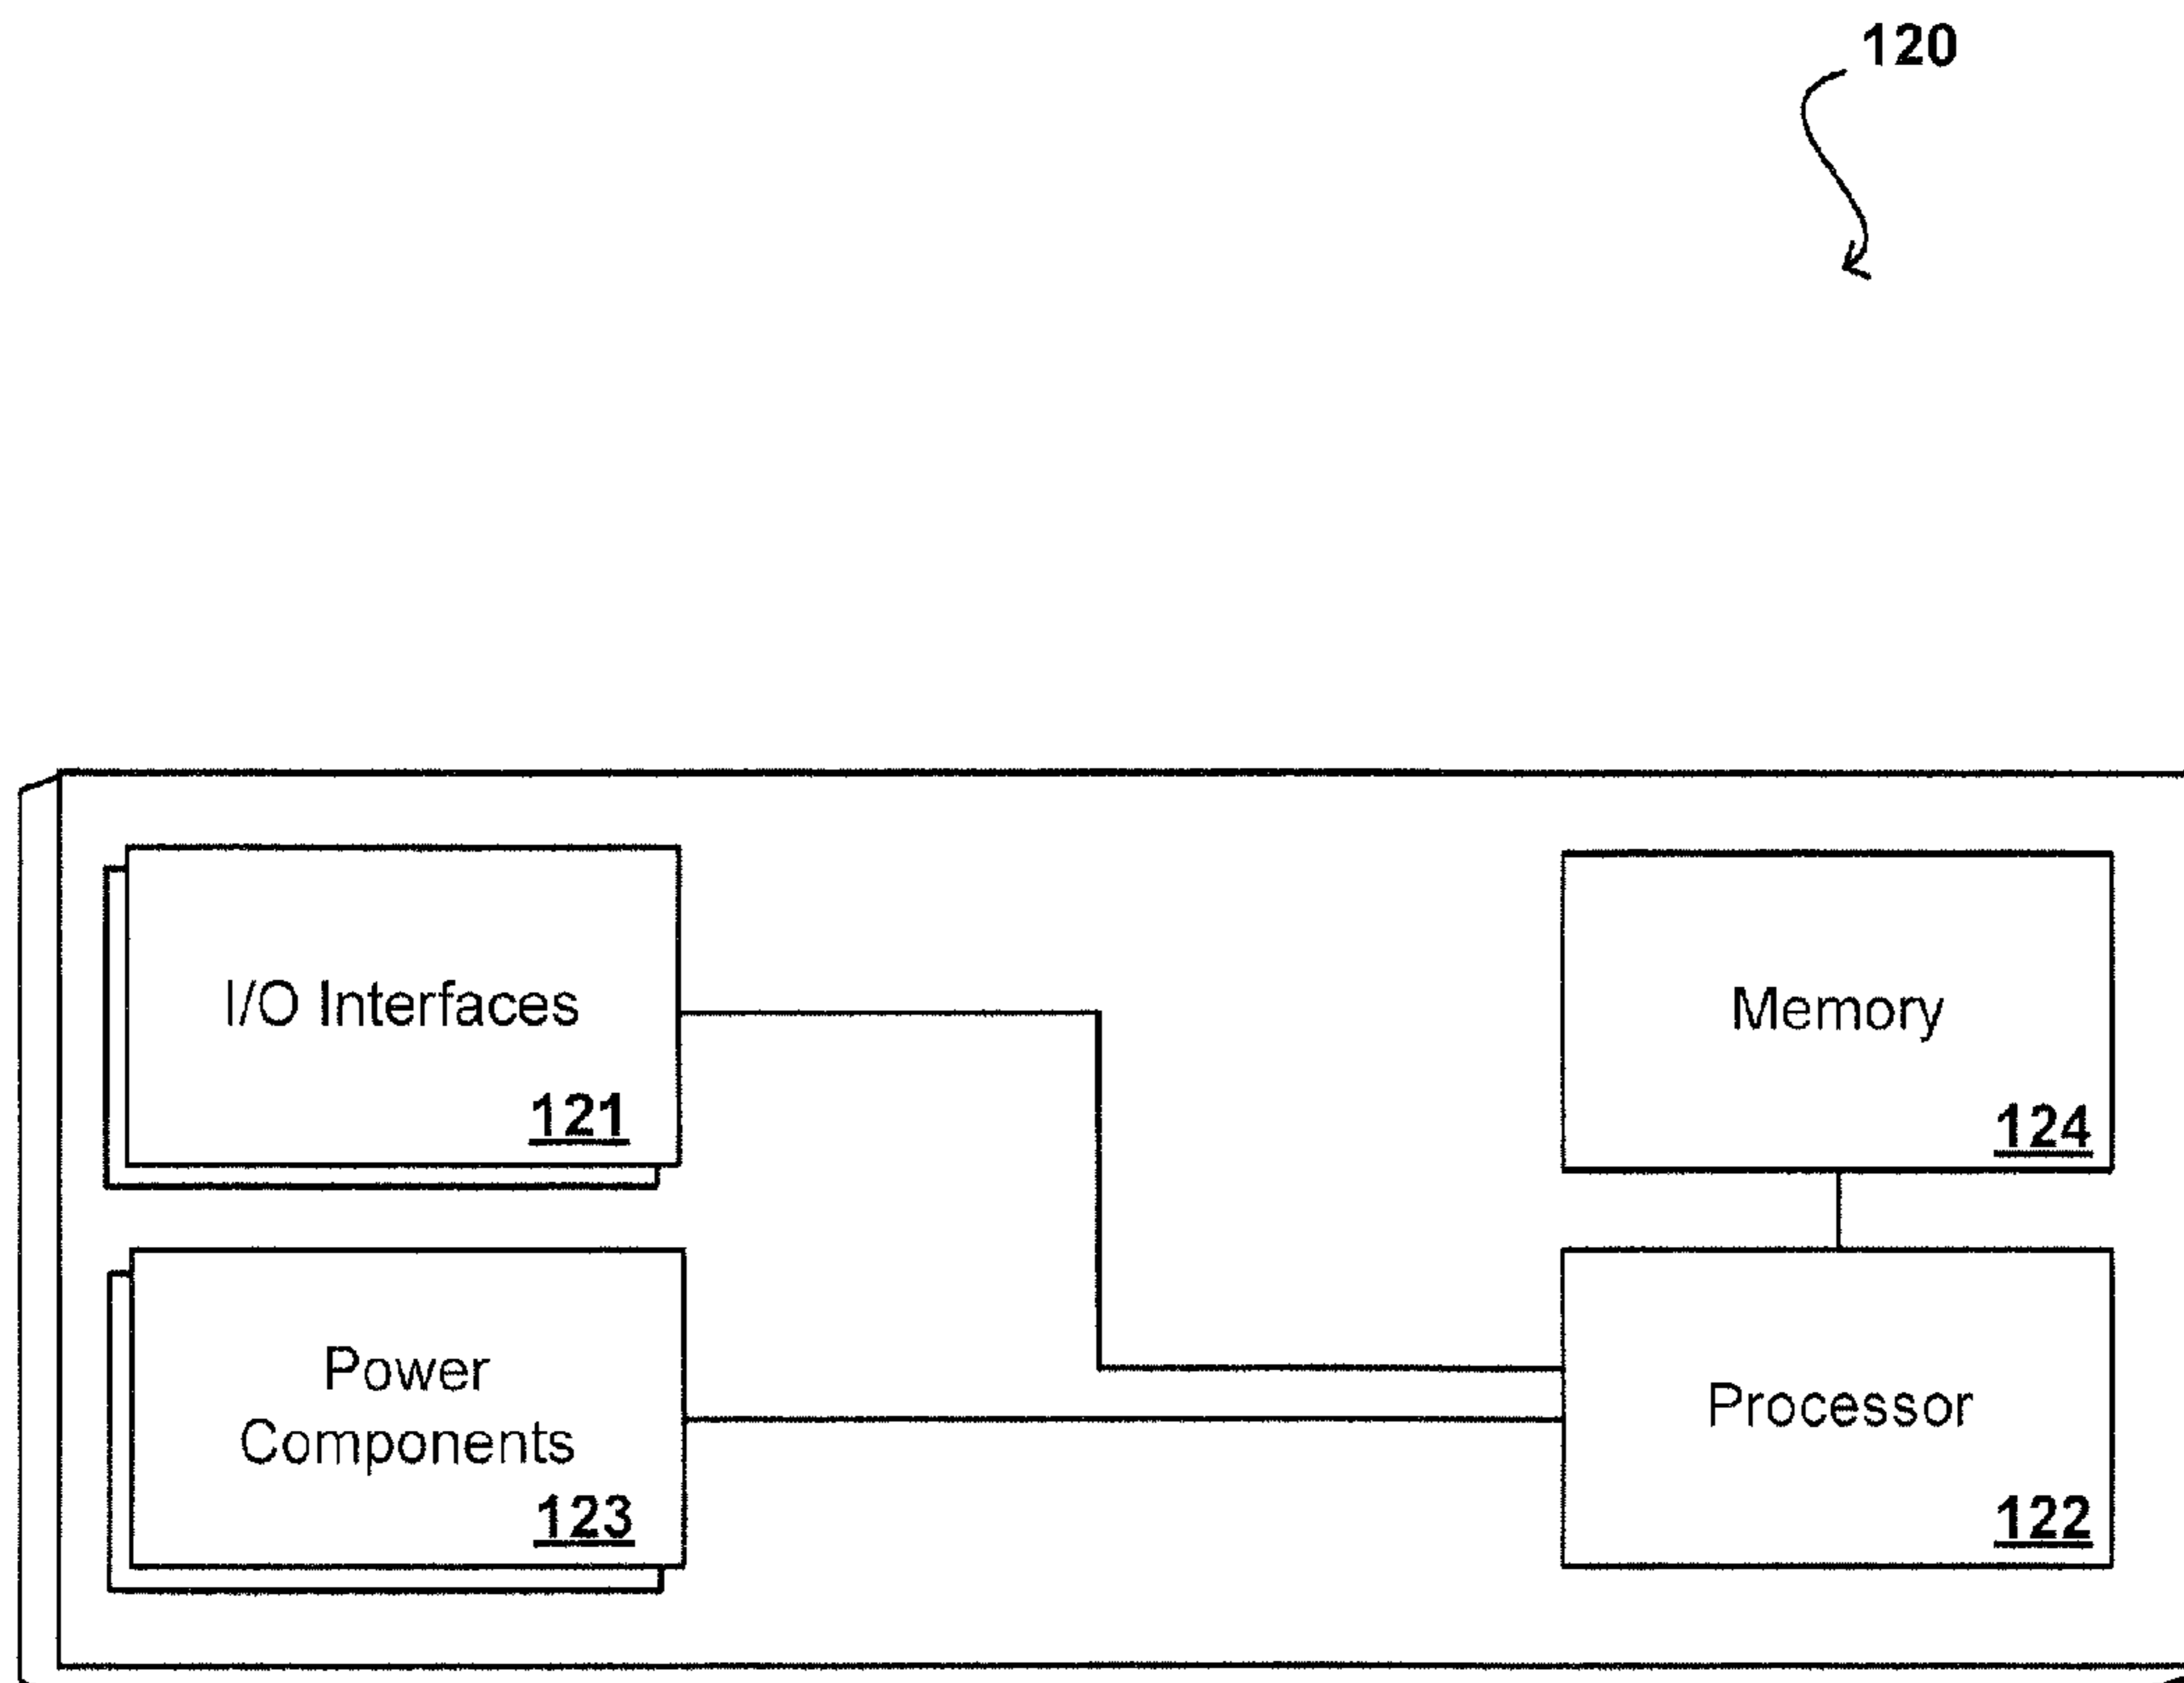 120
I/O Interfaces
121
Memory
124
Power
Components
123
Processor
122